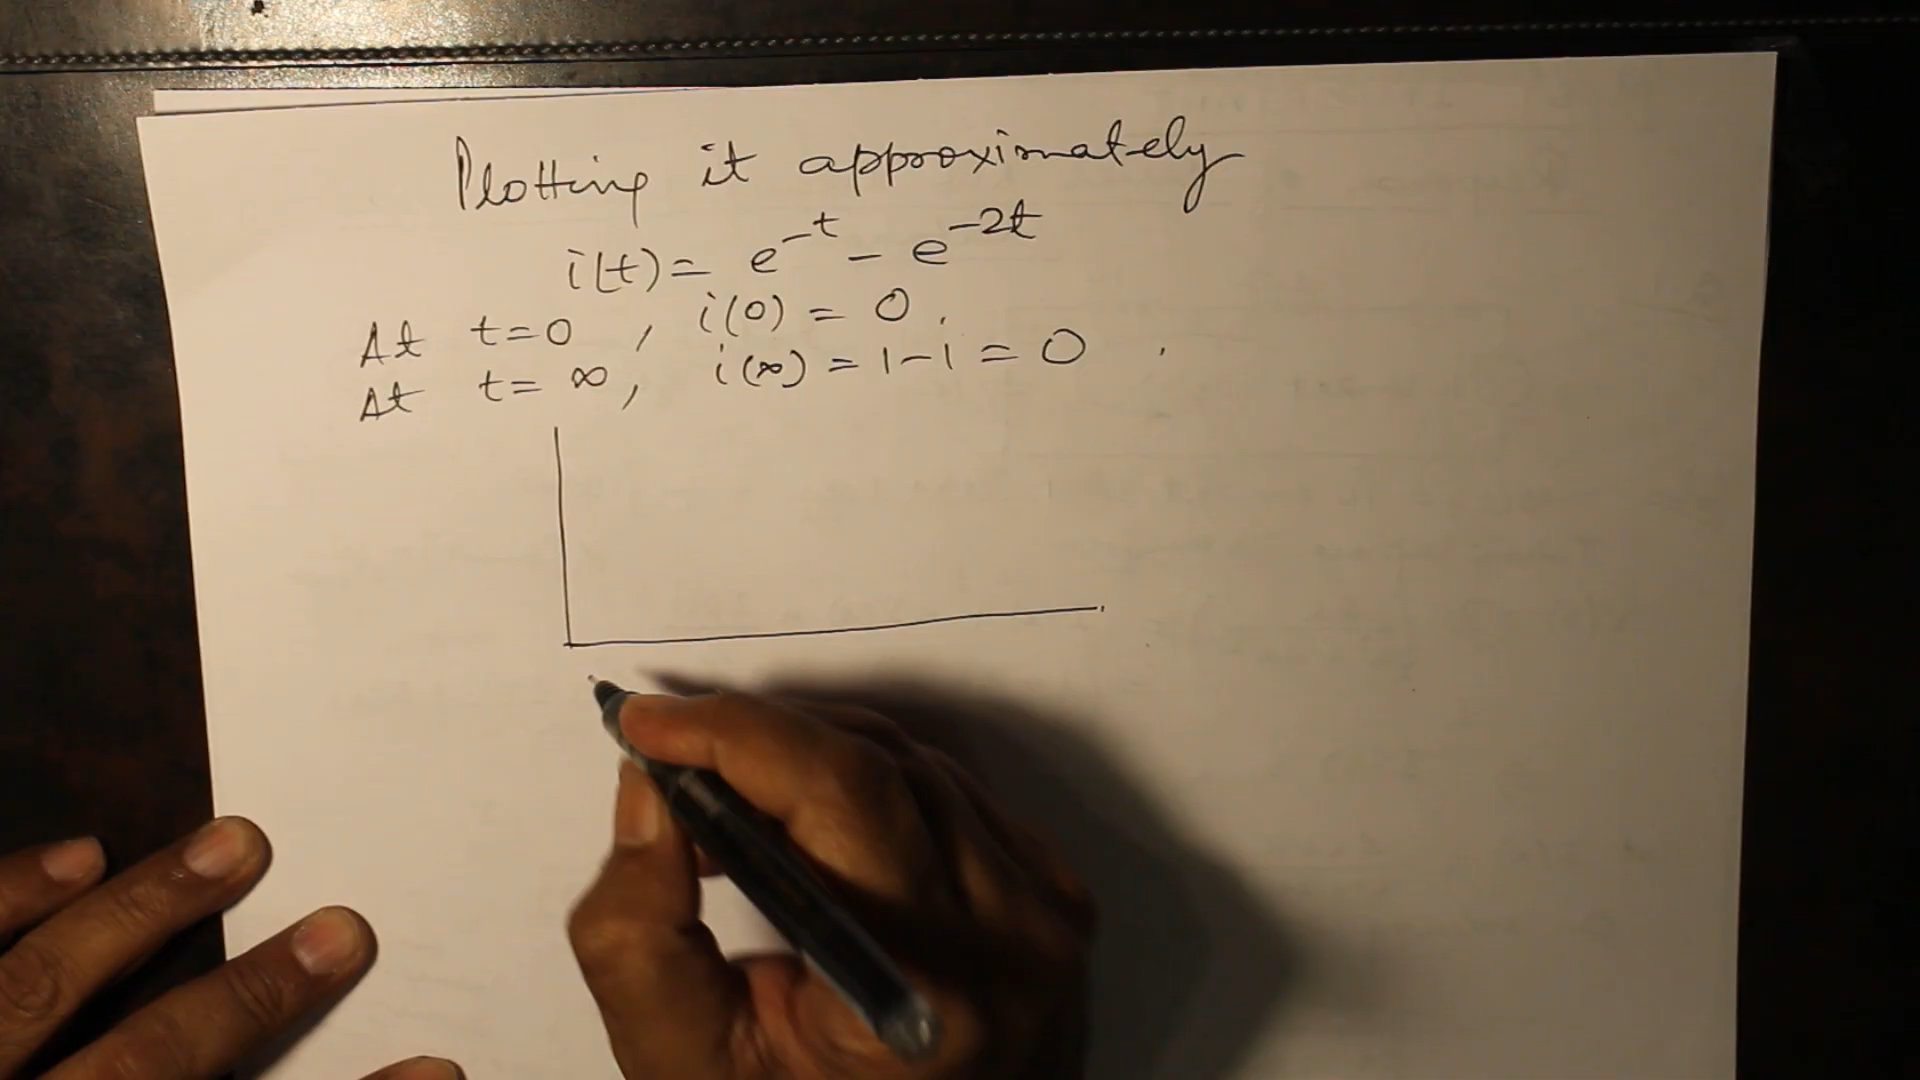 Plotting it approximately
i(t) = e^{-t} - e^{-2t}
At t=0 , i(0) = 0 .
At t= ∞ , i(∞) = 1-1 = 0 .